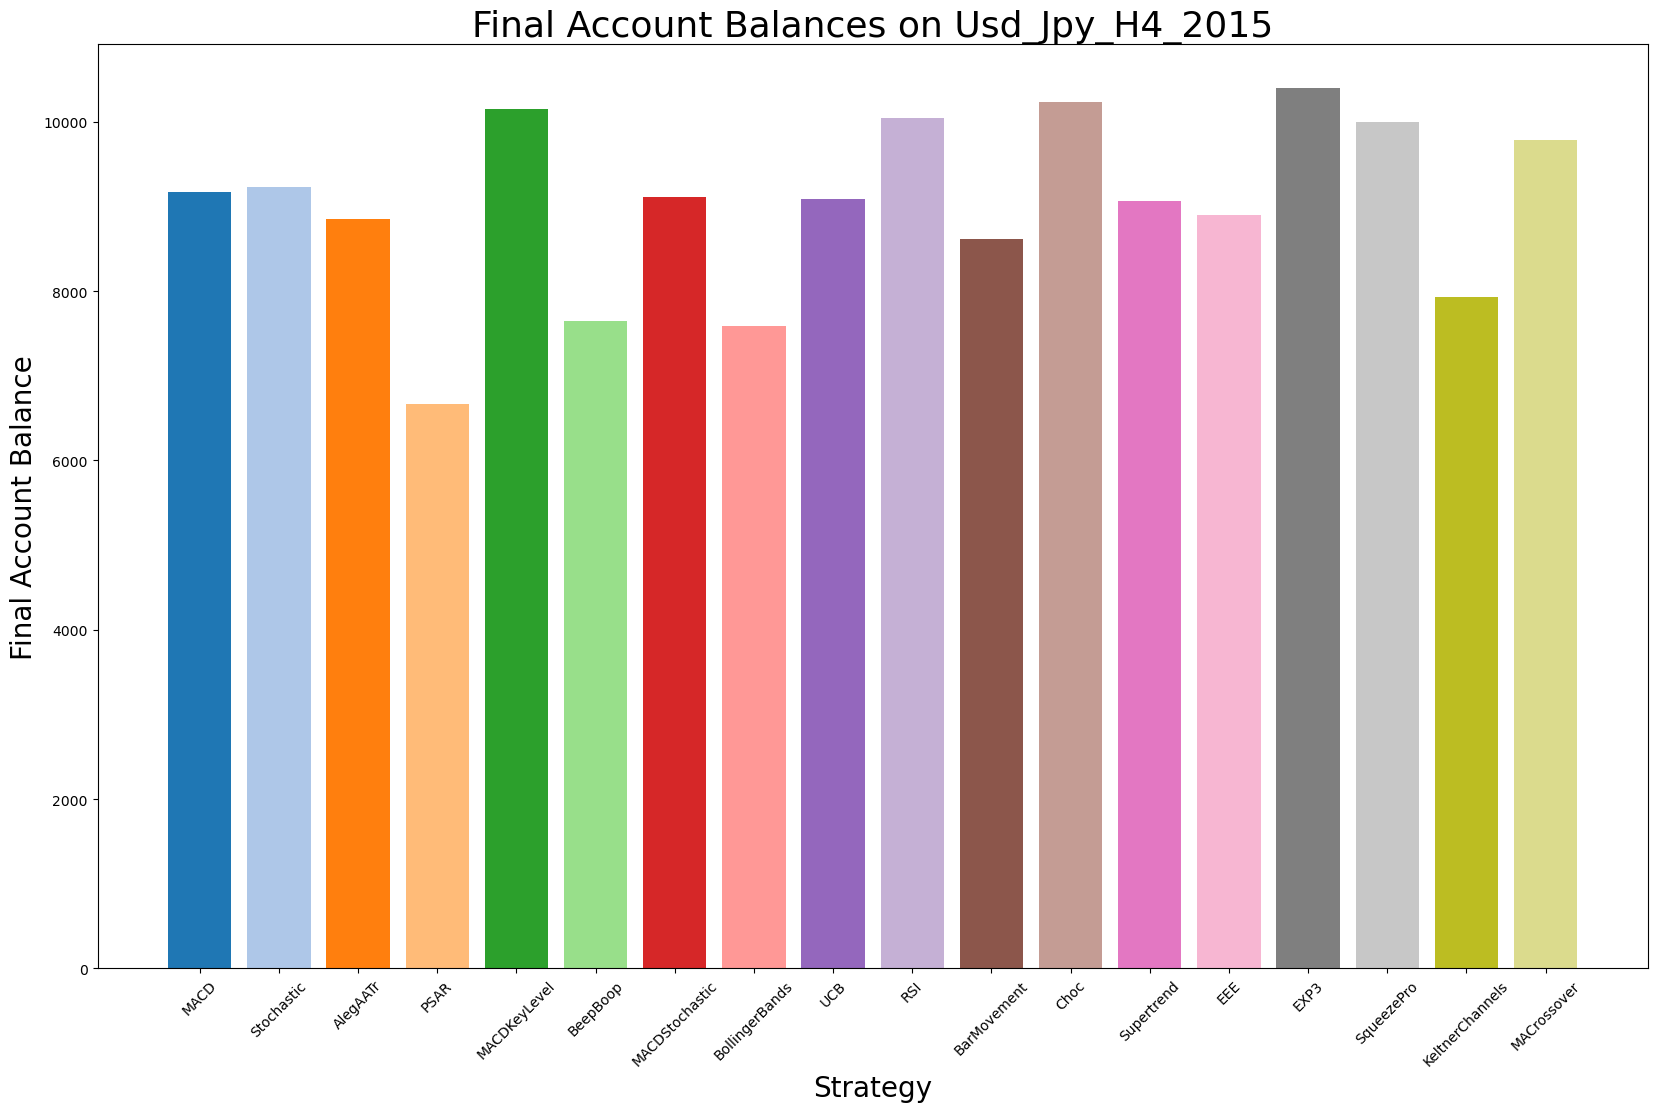 Final Account Balances on Usd_Jpy_H4_2015
Final Account Balance
10000
8000
6000
4000
2000
0
MACD
Stochastic
AlegAATr
PSAR
MACDKeyLevel
BeepBoop
MACDStochastic
BollingerBands
UCB
RSI
BarMovement
Choc
Supertrend
EEE
EXP3
SqueezePro
KeltnerChannels
MACrossover
Strategy